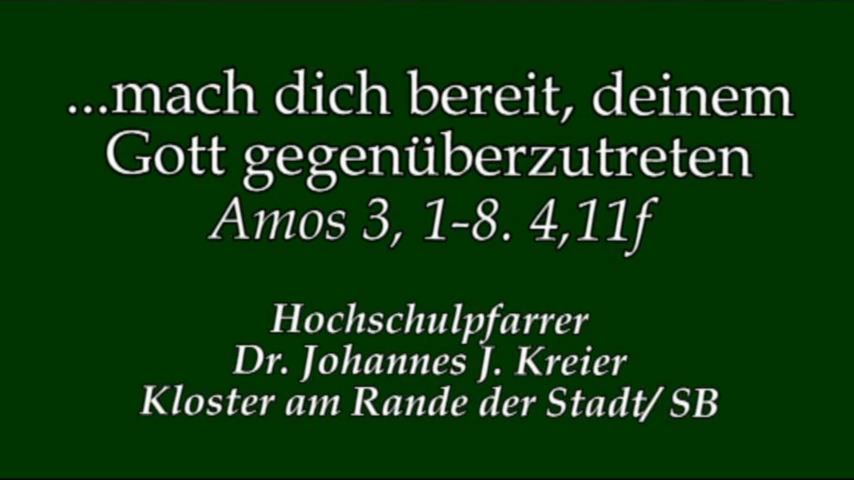 ...mach dich bereit, deinem
Gott gegenüberzutreten
Amos 3, 1-8. 4,11f
Hochschulpfarrer
Dr. Johannes J. Kreier
Kloster am Rande der Stadt/ SB